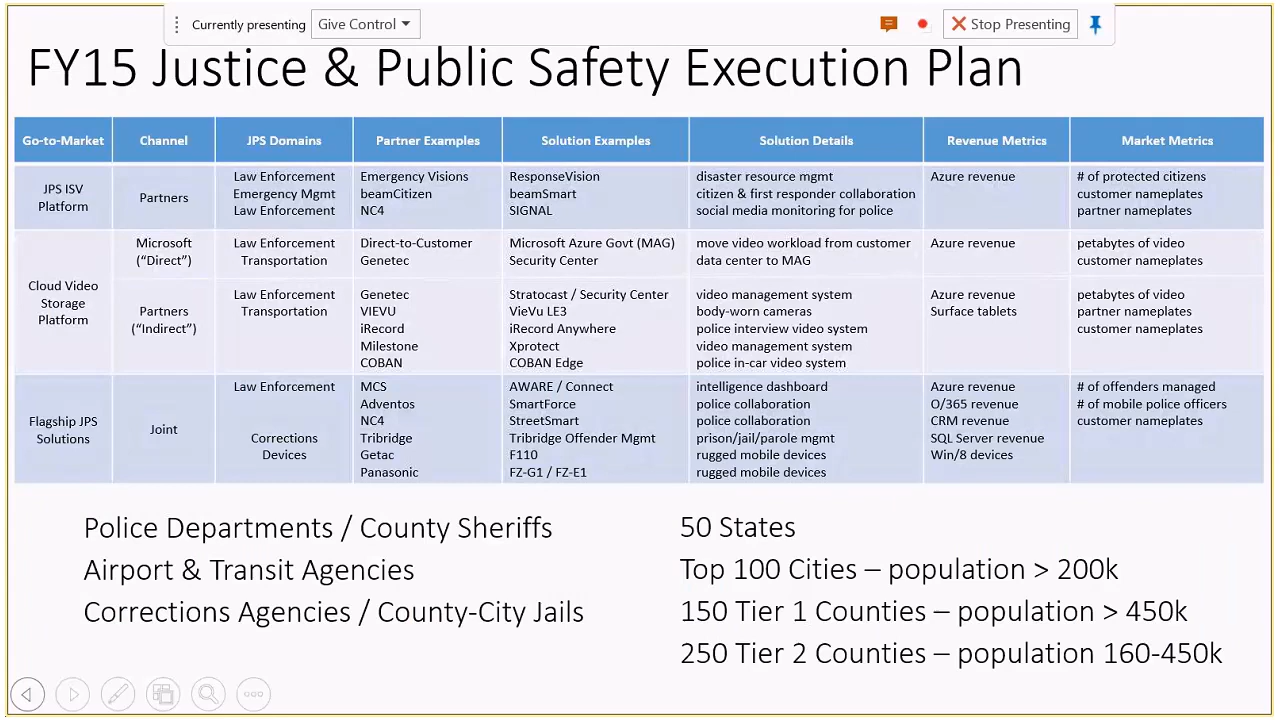 Currently presenting Give Control Stop Presenting
FY15 Justice & Public Safety Execution Plan
Go-to-Market Channel JPS Domains Partner Examples Solution Examples Solution Details Revenue Metrics Market Metrics
JPS ISV
Platform
Partners
Law Enforcement
Emergency Mgmt
Law Enforcement
Emergency Visions
beamCitizen
NC4
ResponseVision
beamSmart
SIGNAL
disaster resource mgmt
citizen & first responder collaboration
social media monitoring for police
Azure revenue
# of protected citizens
customer nameplates
partner nameplates
Cloud Video
Storage
Platform
Microsoft
(“Direct”)
Law Enforcement
Transportation
Direct-to-Customer
Genetec
Microsoft Azure Govt (MAG)
Security Center
move video workload from customer
data center to MAG
Azure revenue
petabytes of video
customer nameplates
Partners
(“Indirect”)
Law Enforcement
Transportation
Genetec
VIEVU
iRecord
Milestone
COBAN
Stratocast / Security Center
VieVu LE3
iRecord Anywhere
Xprotect
COBAN Edge
video management system
body-worn cameras
police interview video system
video management system
police in-car video system
Azure revenue
Surface tablets
petabytes of video
partner nameplates
customer nameplates
Flagship JPS
Solutions
Joint
Law Enforcement
Corrections
Devices
MCS
Adventos
NC4
Tribridge
Getac
Panasonic
AWARE / Connect
SmartForce
StreetSmart
Tribridge Offender Mgmt
F110
FZ-G1 / FZ-E1
intelligence dashboard
police collaboration
police collaboration
prison/jail/parole mgmt
rugged mobile devices
rugged mobile devices
Azure revenue
O/365 revenue
CRM revenue
SQL Server revenue
Win/8 devices
# of offenders managed
# of mobile police officers
customer nameplates
Police Departments / County Sheriffs
Airport & Transit Agencies
Corrections Agencies / County-City Jails
50 States
Top 100 Cities – population > 200k
150 Tier 1 Counties – population > 450k
250 Tier 2 Counties – population 160-450k